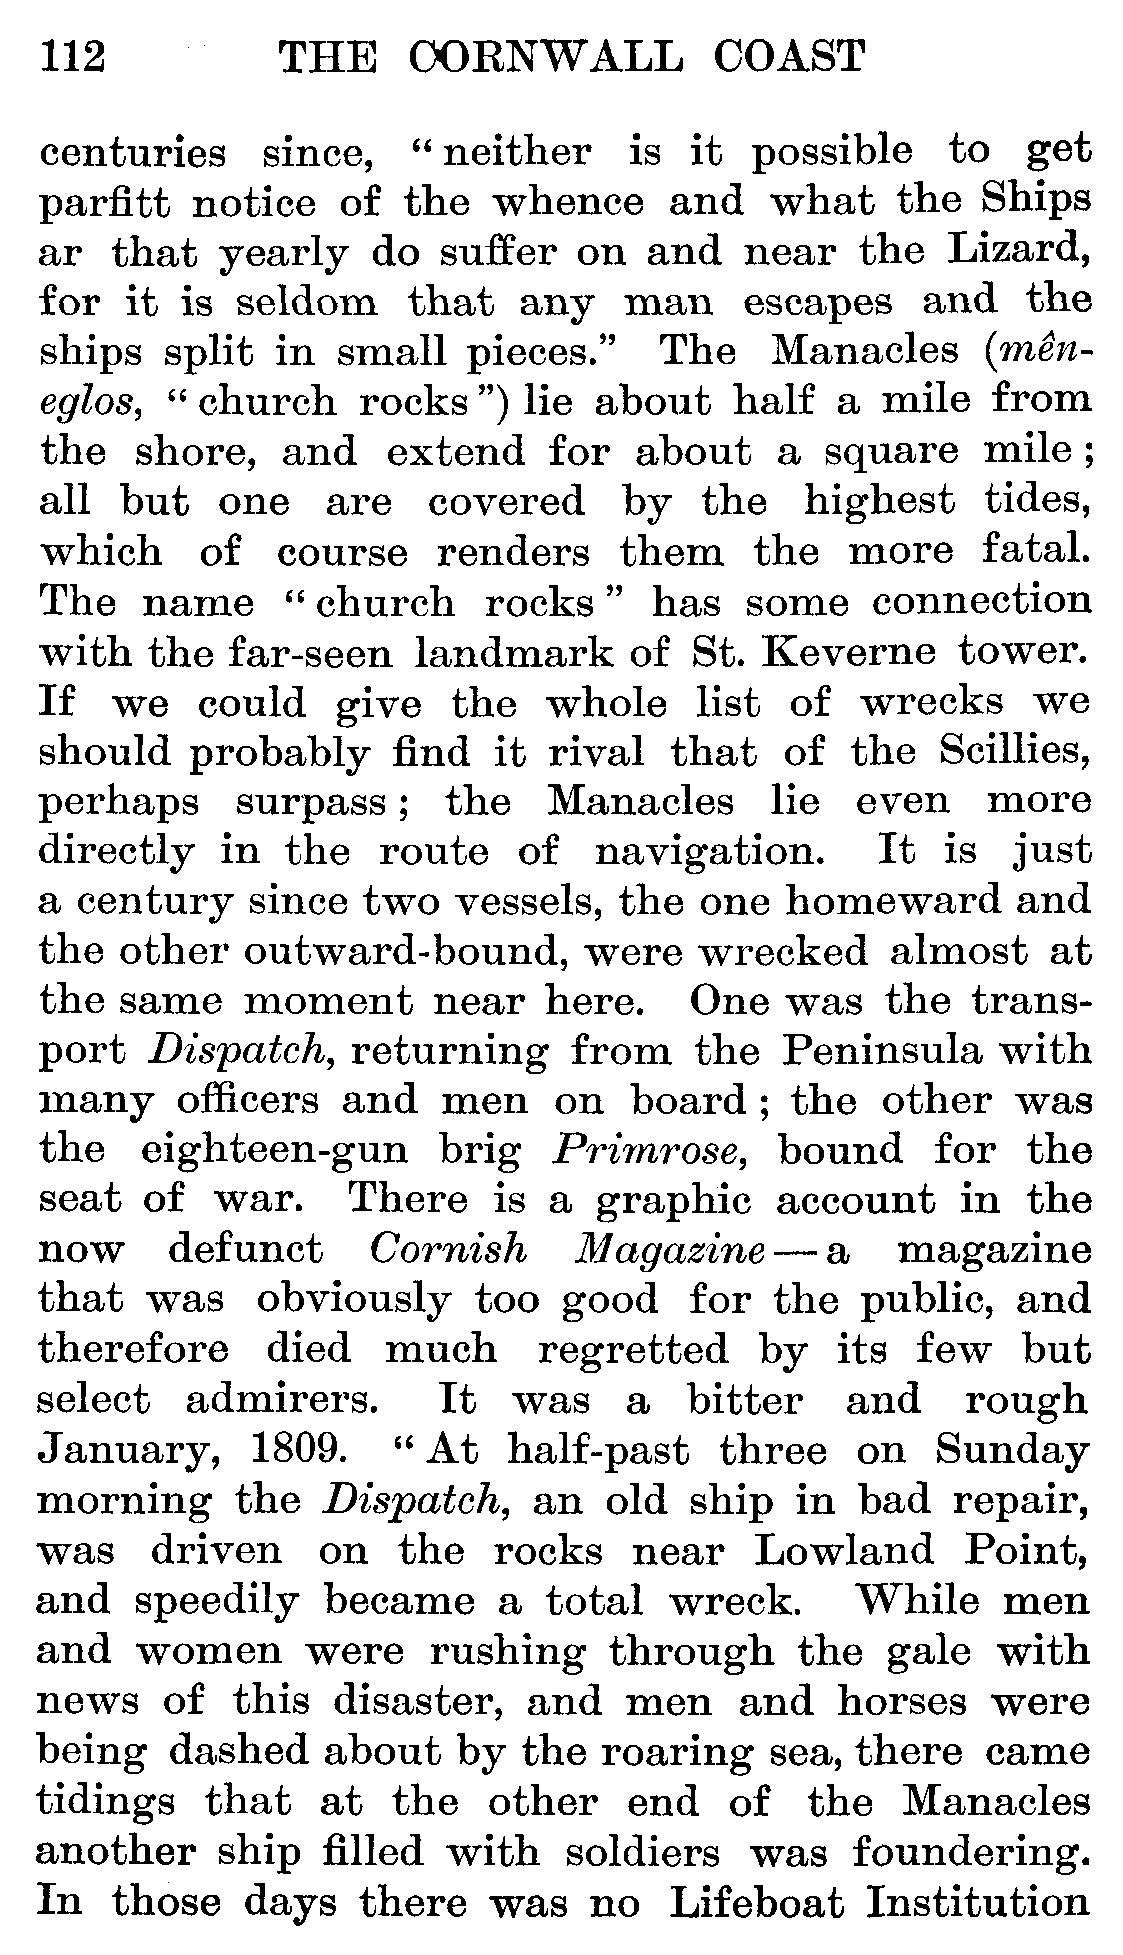 112 THE CORNWALL COAST
centuries since, “neither is it possible to get
parfitt notice of the whence and what the Ships
ar that yearly do suffer on and near the Lizard,
for it is seldom that any man escapes and the
ships split in small pieces.” The Manacles (mên-
eglos, “church rocks”) lie about half a mile from
the shore, and extend for about a square mile;
all but one are covered by the highest tides,
which of course renders them the more fatal.
The name “church rocks” has some connection
with the far-seen landmark of St. Keverne tower.
If we could give the whole list of wrecks we
should probably find it rival that of the Scillies,
perhaps surpass; the Manacles lie even more
directly in the route of navigation. It is just
a century since two vessels, the one homeward and
the other outward-bound, were wrecked almost at
the same moment near here. One was the trans-
port Dispatch, returning from the Peninsula with
many officers and men on board; the other was
the eighteen-gun brig Primrose, bound for the
seat of war. There is a graphic account in the
now defunct Cornish Magazine—a magazine
that was obviously too good for the public, and
therefore died much regretted by its few but
select admirers. It was a bitter and rough
January, 1809. “At half-past three on Sunday
morning the Dispatch, an old ship in bad repair,
was driven on the rocks near Lowland Point,
and speedily became a total wreck. While men
and women were rushing through the gale with
news of this disaster, and men and horses were
being dashed about by the roaring sea, there came
tidings that at the other end of the Manacles
another ship filled with soldiers was foundering.
In those days there was no Lifeboat Institution